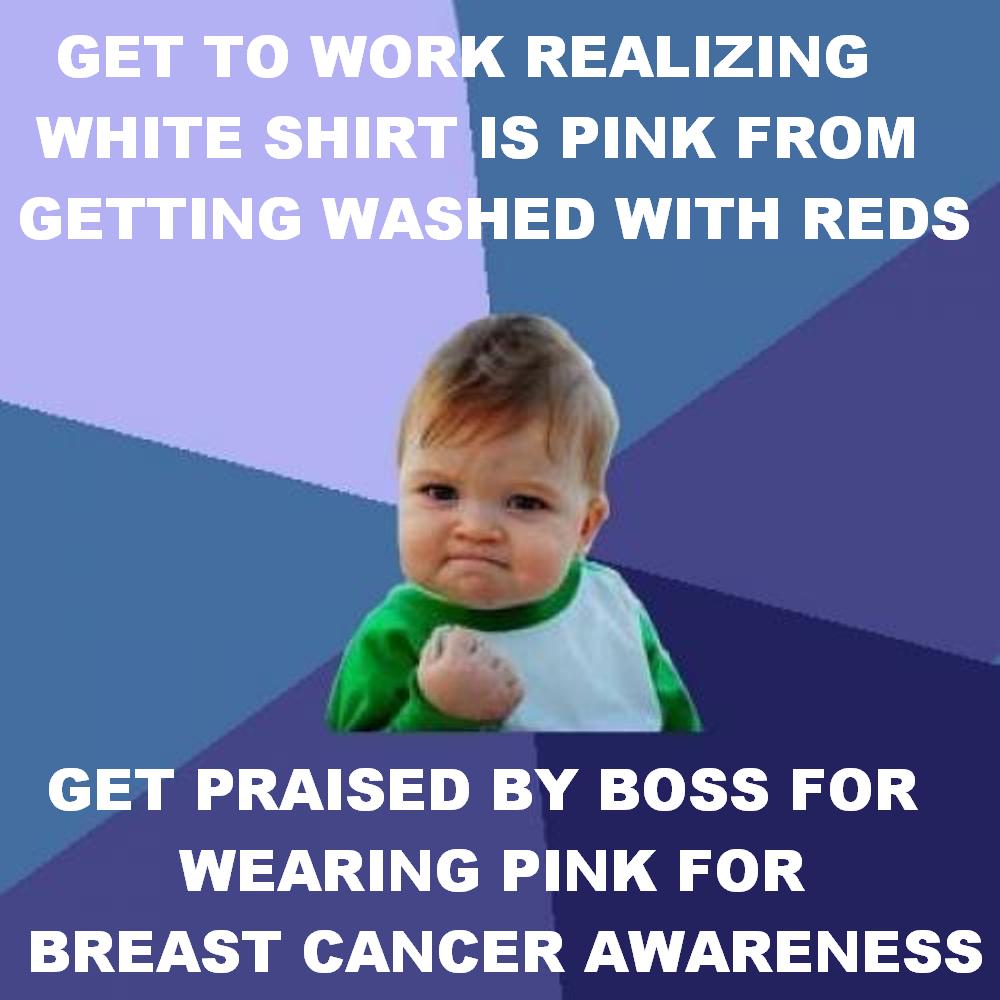 GET TO WORK REALIZING
WHITE SHIRT IS PINK FROM
GETTING WASHED WITH REDS
GET PRAISED BY BOSS FOR
WEARING PINK FOR
BREAST CANCER AWARENESS